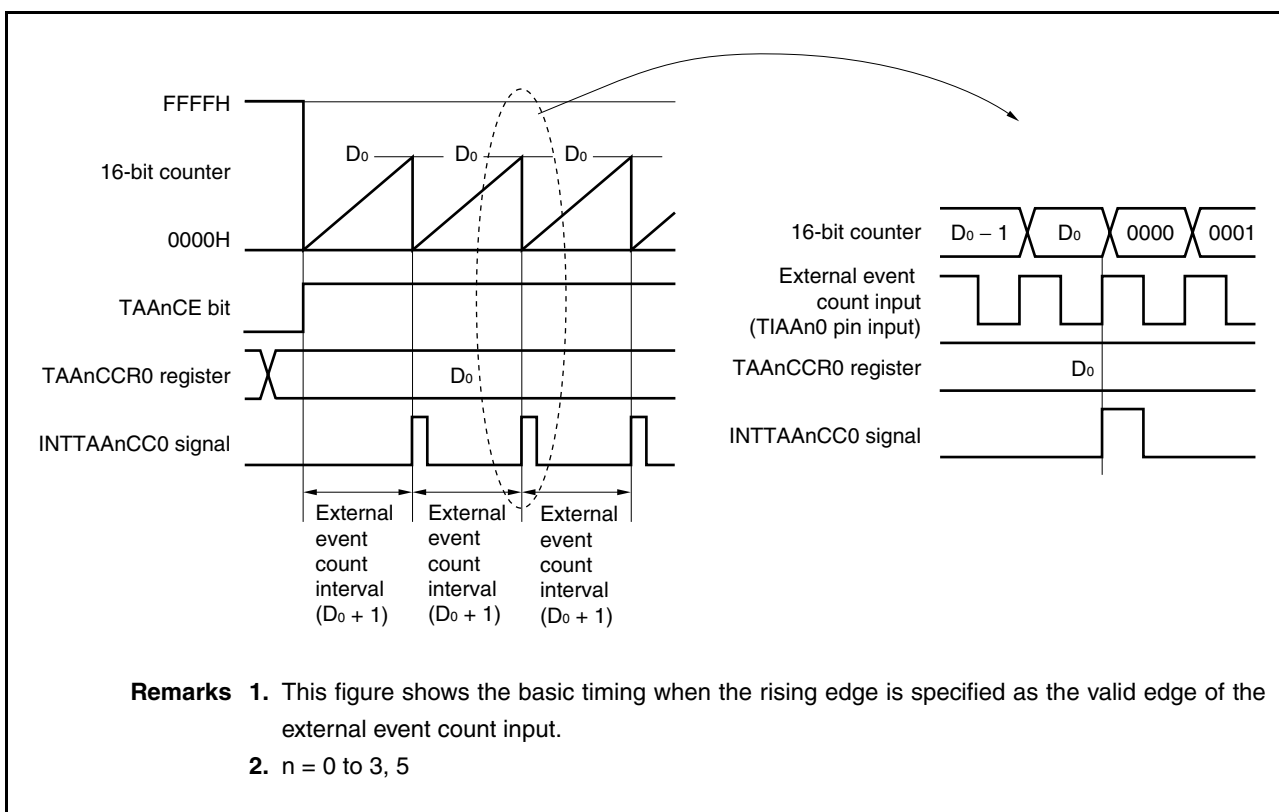 FFFFH
16-bit counter
0000H
D₀ D₀ D₀
TAAnCE bit
TAAnCCR0 register
D₀
INTTAAnCC0 signal
External
event
count
interval
(D₀ + 1)
External
event
count
interval
(D₀ + 1)
External
event
count
interval
(D₀ + 1)
16-bit counter
D₀ − 1 D₀ 0000 0001
External event
count input
(TIAAn0 pin input)
TAAnCCR0 register
D₀
INTTAAnCC0 signal
Remarks 1. This figure shows the basic timing when the rising edge is specified as the valid edge of the
external event count input.
2. n = 0 to 3, 5